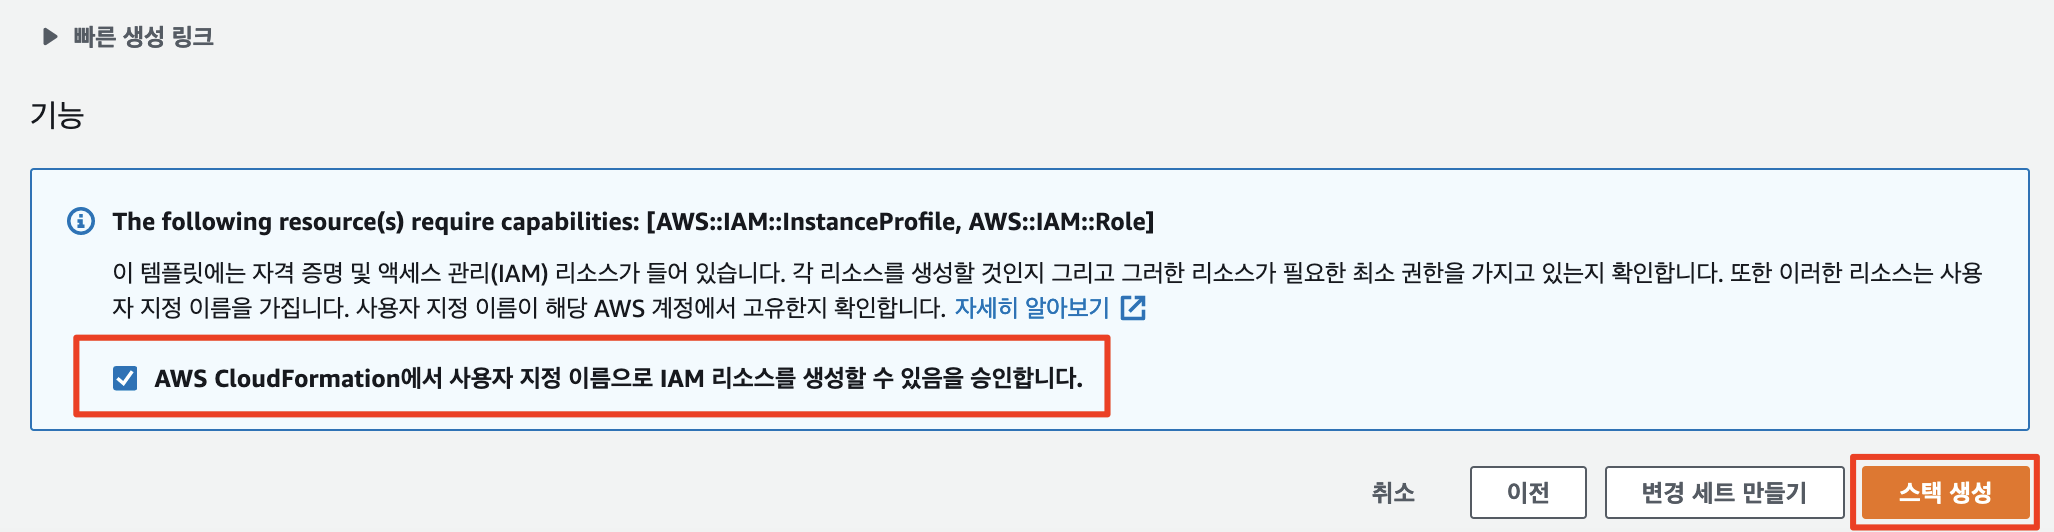 빠른 생성 링크
기능
The following resource(s) require capabilities: [AWS::IAM::InstanceProfile, AWS::IAM::Role]
이 템플릿에는 자격 증명 및 액세스 관리(IAM) 리소스가 들어 있습니다. 각 리소스를 생성할 것인지 그리고 그러한 리소스가 필요한 최소 권한을 가지고 있는지 확인합니다. 또한 이러한 리소스는 사용
자 지정 이름을 가집니다. 사용자 지정 이름이 해당 AWS 계정에서 고유한지 확인합니다. 자세히 알아보기
AWS CloudFormation에서 사용자 지정 이름으로 IAM 리소스를 생성할 수 있음을 승인합니다.
취소 이전 변경 세트 만들기 스택 생성